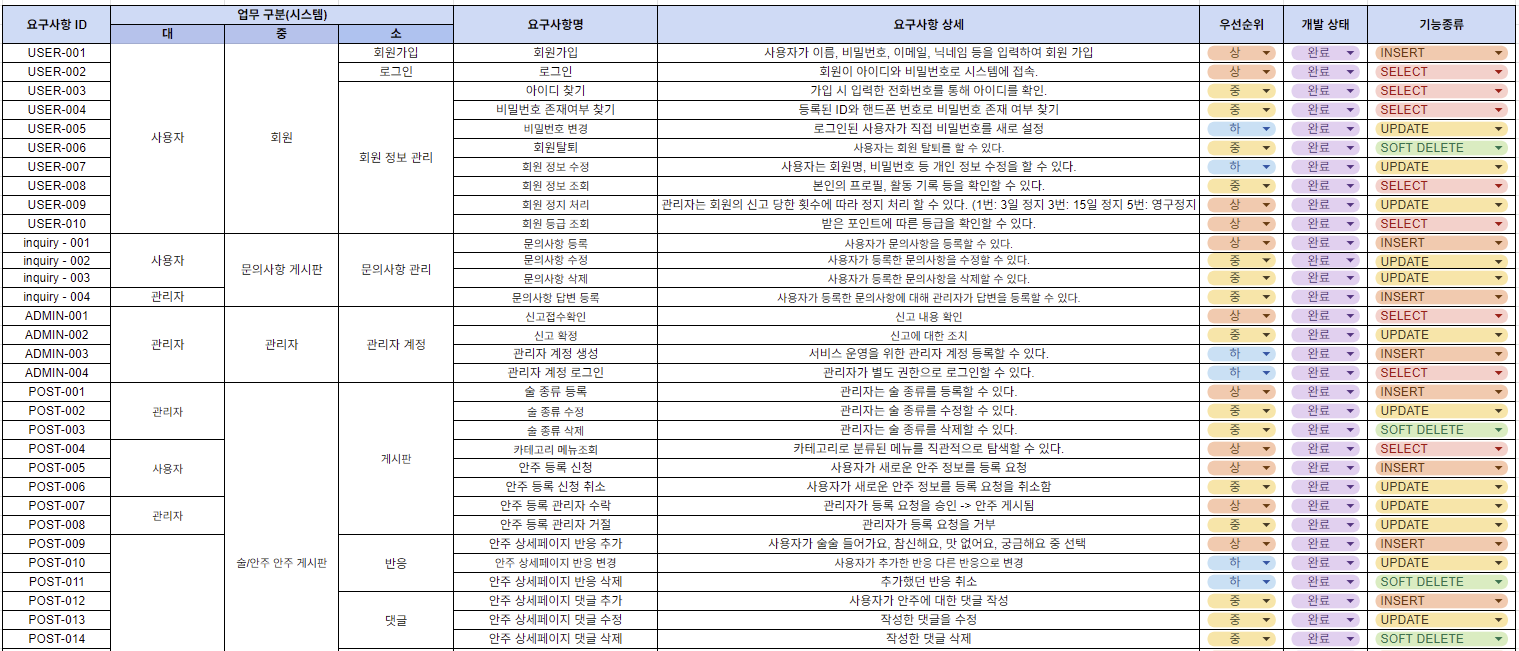 요구사항 ID 업무 구분(시스템) 요구사항명 요구사항 상세 우선순위 개발 상태 기능종류
대 중 소
USER-001 사용자 회원 회원가입 회원가입 사용자가 이름, 비밀번호, 이메일, 닉네임 등을 입력하여 회원 가입 상 완료 INSERT
USER-002 로그인 로그인 회원이 아이디와 비밀번호로 시스템에 접속. 상 완료 SELECT
USER-003 회원 정보 관리 아이디 찾기 가입 시 입력한 전화번호를 통해 아이디를 확인. 중 완료 SELECT
USER-004 비밀번호 존재여부 찾기 등록된 ID와 핸드폰 번호로 비밀번호 존재 여부 찾기 중 완료 SELECT
USER-005 비밀번호 변경 로그인된 사용자가 직접 비밀번호를 새로 설정 하 완료 UPDATE
USER-006 회원탈퇴 사용자는 회원 탈퇴를 할 수 있다. 중 완료 SOFT DELETE
USER-007 회원 정보 수정 사용자는 회원명, 비밀번호 등 개인 정보 수정을 할 수 있다. 하 완료 UPDATE
USER-008 회원 정보 조회 본인의 프로필, 활동 기록 등을 확인할 수 있다. 중 완료 SELECT
USER-009 회원 정지 처리 관리자는 회원의 신고 당한 횟수에 따라 정지 처리 할 수 있다. (1번: 3일 정지 3번: 15일 정지 5번: 영구정지 상 완료 UPDATE
USER-010 회원 등급 조회 받은 포인트에 따른 등급을 확인할 수 있다. 상 완료 SELECT
inquiry - 001 사용자 문의사항 게시판 문의사항 관리 문의사항 등록 사용자가 문의사항을 등록할 수 있다. 상 완료 INSERT
inquiry - 002 문의사항 수정 사용자가 등록한 문의사항을 수정할 수 있다. 중 완료 UPDATE
inquiry - 003 문의사항 삭제 사용자가 등록한 문의사항을 삭제할 수 있다. 중 완료 UPDATE
inquiry - 004 관리자 문의사항 답변 등록 사용자가 등록한 문의사항에 대해 관리자가 답변을 등록할 수 있다. 중 완료 INSERT
ADMIN-001 관리자 관리자 관리자 계정 신고접수확인 신고 내용 확인 상 완료 SELECT
ADMIN-002 신고 확정 신고에 대한 조치 중 완료 UPDATE
ADMIN-003 관리자 계정 생성 서비스 운영을 위한 관리자 계정 등록할 수 있다. 하 완료 INSERT
ADMIN-004 관리자 계정 로그인 관리자가 별도 권한으로 로그인할 수 있다. 하 완료 SELECT
POST-001 관리자 술/안주 안주 게시판 게시판 술 종류 등록 관리자는 술 종류를 등록할 수 있다. 상 완료 INSERT
POST-002 술 종류 수정 관리자는 술 종류를 수정할 수 있다. 중 완료 UPDATE
POST-003 술 종류 삭제 관리자는 술 종류를 삭제할 수 있다. 중 완료 SOFT DELETE
POST-004 사용자 카테고리 메뉴조회 카테고리로 분류된 메뉴를 직관적으로 탐색할 수 있다. 상 완료 SELECT
POST-005 안주 등록 신청 사용자가 새로운 안주 정보를 등록 요청 상 완료 INSERT
POST-006 안주 등록 신청 취소 사용자가 새로운 안주 정보를 등록 요청을 취소함 중 완료 UPDATE
POST-007 관리자 안주 등록 관리자 수락 관리자가 등록 요청을 승인 -> 안주 게시됨 상 완료 UPDATE
POST-008 안주 등록 관리자 거절 관리자가 등록 요청을 거부 중 완료 UPDATE
POST-009 반응 안주 상세페이지 반응 추가 사용자가 술술 들어가요, 참신해요, 맛 없어요, 궁금해요 중 선택 상 완료 INSERT
POST-010 안주 상세페이지 반응 변경 사용자가 추가한 반응 다른 반응으로 변경 하 완료 UPDATE
POST-011 안주 상세페이지 반응 삭제 추가했던 반응 취소 하 완료 SOFT DELETE
POST-012 댓글 안주 상세페이지 댓글 추가 사용자가 안주에 대한 댓글 작성 중 완료 INSERT
POST-013 안주 상세페이지 댓글 수정 작성한 댓글을 수정 중 완료 UPDATE
POST-014 안주 상세페이지 댓글 삭제 작성한 댓글 삭제 중 완료 SOFT DELETE